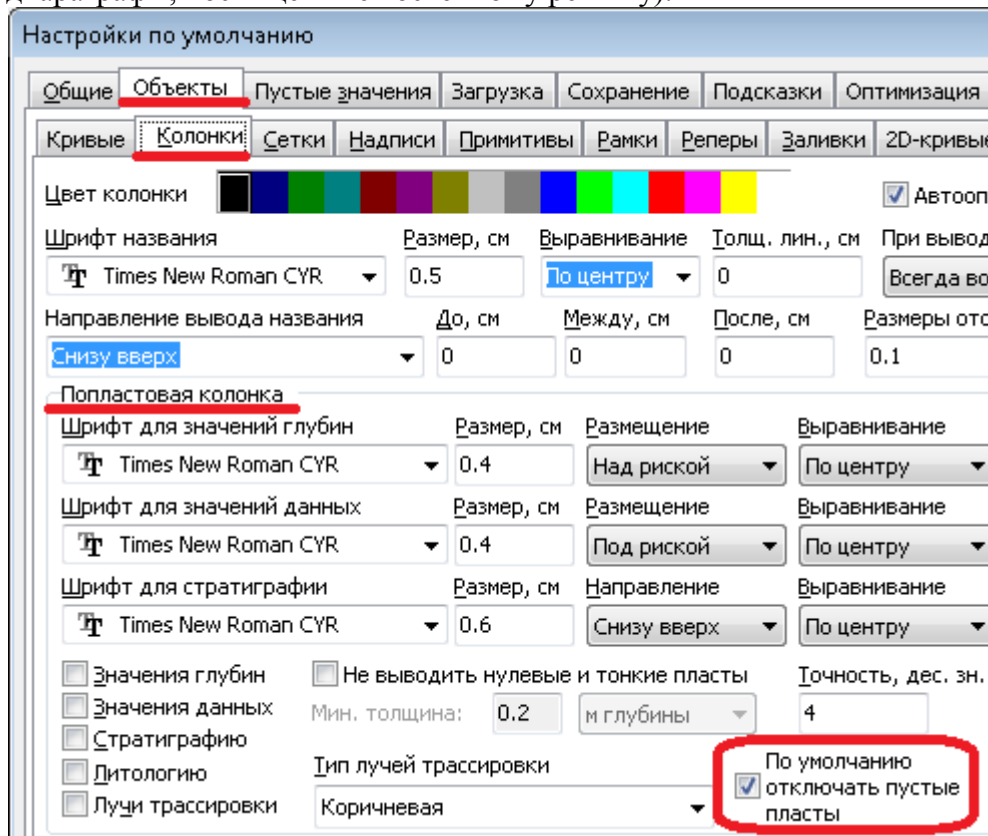 Настройки по умолчанию
Общие Объекты Пустые значения Загрузка Сохранение Подсказки Оптимизация
Кривые Колонки Сетки Надписи Примитивы Рамки Реперы Заливки 2D-кривые
Цвет колонки Автооп
Шрифт названия Размер, см Выравнивание Толщ. лин., см При вывод
Times New Roman CYR 0.5 По центру 0 Всегда во
Направление вывода названия До, см Между, см После, см Размеры отс
Снизу вверх 0 0 0 0.1
Попластовая колонка
Шрифт для значений глубин Размер, см Размещение Выравнивание
Times New Roman CYR 0.4 Над риской По центру
Шрифт для значений данных Размер, см Размещение Выравнивание
Times New Roman CYR 0.4 Под риской По центру
Шрифт для стратиграфии Размер, см Направление Выравнивание
Times New Roman CYR 0.6 Снизу вверх По центру
Значения глубин Не выводить нулевые и тонкие пласты Точность, дес. зн.
Значения данных Мин. толщина: 0.2 м глубины 4
Стратиграфию
Литологию Тип лучей трассировки По умолчанию
Лучи трассировки Коричневая отключать пустые
пласты